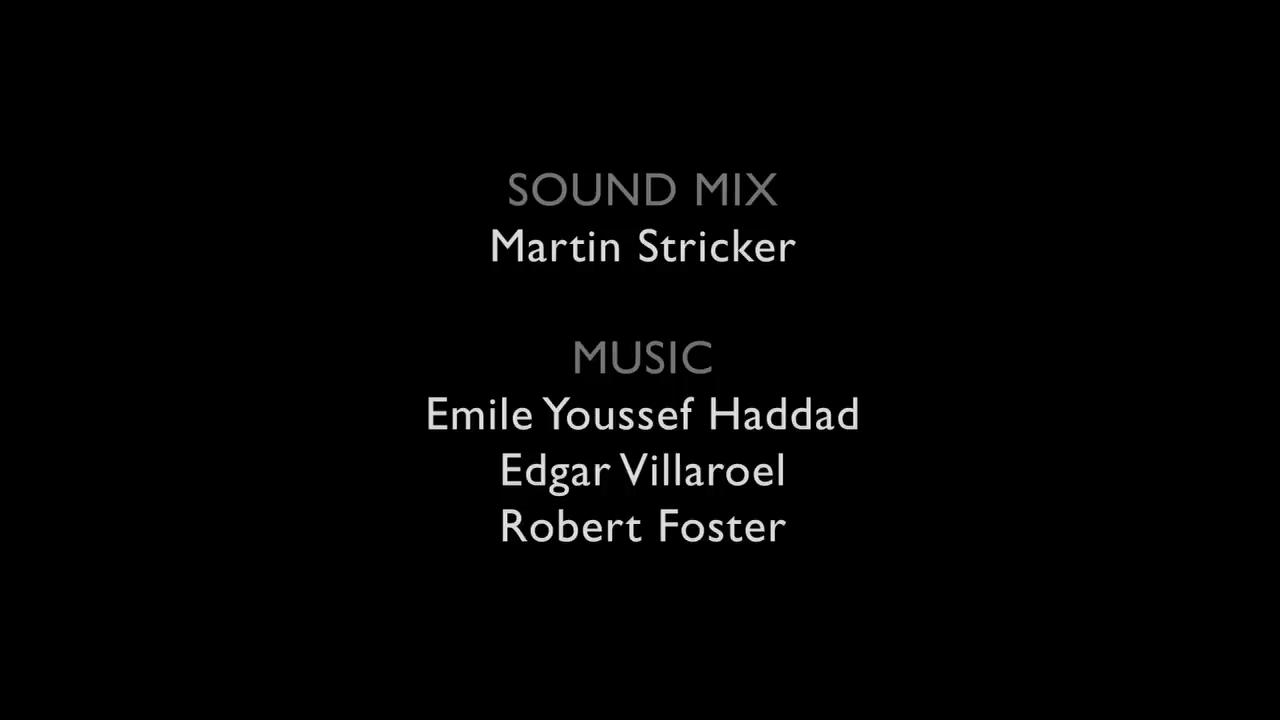 SOUND MIX
Martin Stricker
MUSIC
Emile Youssef Haddad
Edgar Villaroel
Robert Foster